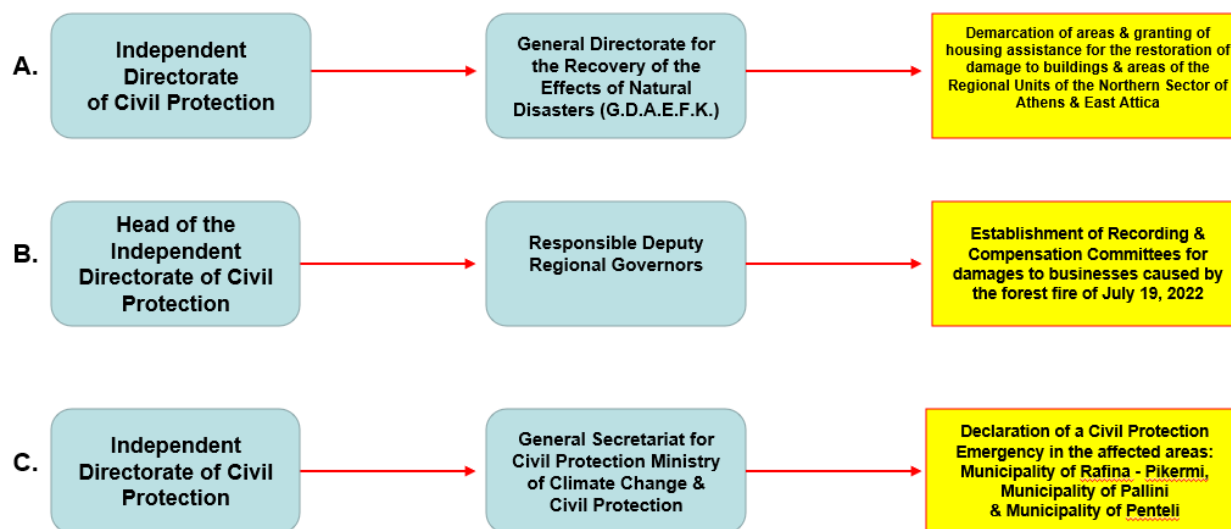 A.
Independent
Directorate
of Civil Protection
General Directorate for
the Recovery of the
Effects of Natural
Disasters (G.D.A.E.F.K.)
Demarcation of areas & granting of
housing assistance for the restoration of
damage to buildings & areas of the
Regional Units of the Northern Sector of
Athens & East Attica
B.
Head of the
Independent
Directorate of Civil
Protection
Responsible Deputy
Regional Governors
Establishment of Recording &
Compensation Committees for
damages to businesses caused by
the forest fire of July 19, 2022
C.
Independent
Directorate of Civil
Protection
General Secretariat for
Civil Protection Ministry
of Climate Change &
Civil Protection
Declaration of a Civil Protection
Emergency in the affected areas:
Municipality of Rafina - Pikermi,
Municipality of Pallini
& Municipality of Penteli